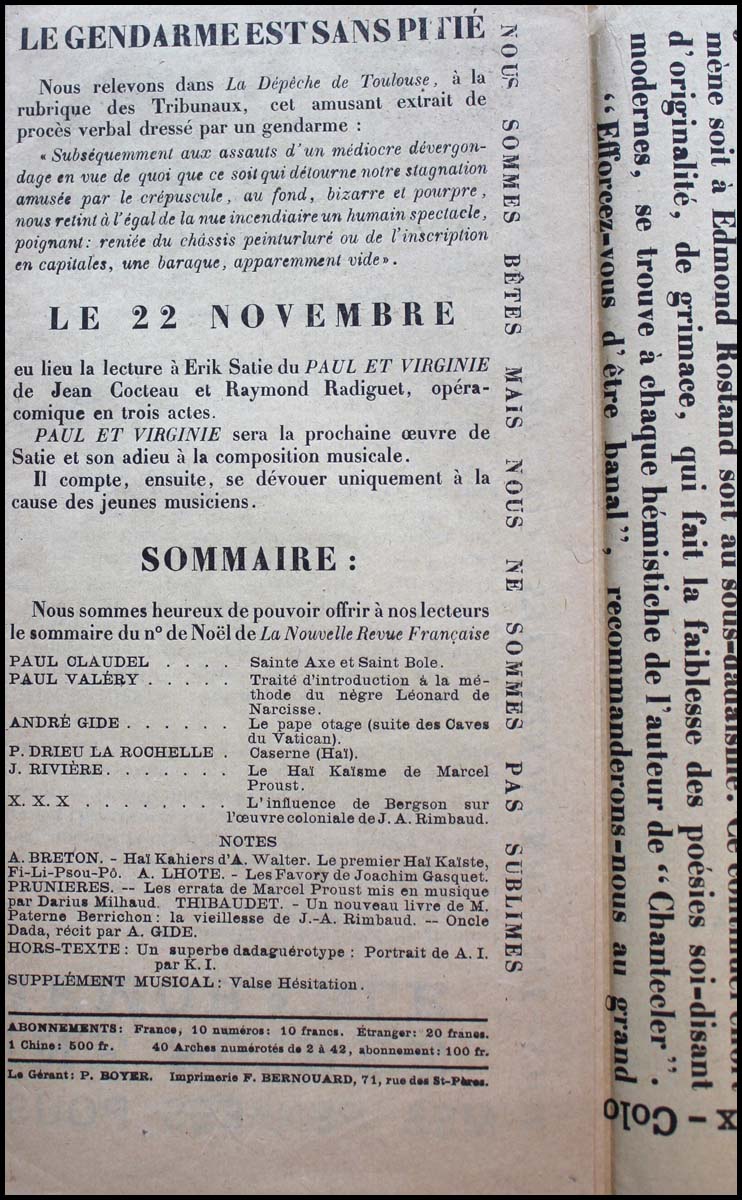 LE GENDARME EST SANS PITIÉ
Nous relevons dans La Dépêche de Toulouse, à la
rubrique des Tribunaux, cet amusant extrait de
procès verbal dressé par un gendarme :
« Subséquemment aux assauts d'un médiocre dévergon-
dage en vue de quoi que ce soit qui détourne notre stagnation
amusée par le crépuscule, au fond, bizarre et pourpre,
nous retint à l'égal de la nue incendiaire un humain spectacle,
poignant: reniée du châssis peinturluré ou de l'inscription
en capitales, une baraque, apparemment vide».
LE 22 NOVEMBRE
eu lieu la lecture à Erik Satie du PAUL ET VIRGINIE
de Jean Cocteau et Raymond Radiguet, opéra-
comique en trois actes.
PAUL ET VIRGINIE sera la prochaine œuvre de
Satie et son adieu à la composition musicale.
Il compte, ensuite, se dévouer uniquement à la
cause des jeunes musiciens.
SOMMAIRE :
Nous sommes heureux de pouvoir offrir à nos lecteurs
le sommaire du n° de Noël de La Nouvelle Revue Française
PAUL CLAUDEL . . . . Sainte Axe et Saint Bole.
PAUL VALÉRY . . . . . Traité d'introduction à la mé-
thode du nègre Léonard de
Narcisse.
ANDRÉ GIDE . . . . . . Le pape otage (suite des Caves
du Vatican).
P. DRIEU LA ROCHELLE . Caserne (Haï).
J. RIVIÈRE . . . . . . . Le Haï Kaïsme de Marcel
Proust.
X. X. X . . . . . . . . . L'influence de Bergson sur
l'œuvre coloniale de J. A. Rimbaud.
NOTES
A. BRETON. - Haï Kahiers d'A. Walter. Le premier Haï Kaïste,
Fi-Li-Psou-Pô. A. LHOTE. - Les Favory de Joachim Gasquet.
PRUNIERES. -- Les errata de Marcel Proust mis en musique
par Darius Milhaud. THIBAUDET. - Un nouveau livre de M.
Paterne Berrichon : la vieillesse de J.-A. Rimbaud. -- Oncle
Dada, récit par A. GIDE.
HORS-TEXTE : Un superbe dadaguérotype : Portrait de A. I.
par K. I.
SUPPLÉMENT MUSICAL : Valse Hésitation.
ABONNEMENTS: France, 10 numéros: 10 francs. Étranger: 20 francs.
1 Chine: 500 fr. 40 Arches numérotés de 2 à 42, abonnement: 100 fr.
Le Gérant: P. BOYER. Imprimerie F. BERNOUARD, 71, rue des St-Pères.
NOUS SOMMES BÊTES MAIS NOUS NE SOMMES PAS SUBLIMES
mène soit à Edmond Rostand soit au sous-dadaïsme. Ce
d'originalité, de grimace, qui fait la faiblesse des poésies soi-disant
modernes, se trouve à chaque hémistiche de l'auteur de “Chantecler”.
“Efforcez-vous d'être banal”, recommanderons-nous au grand